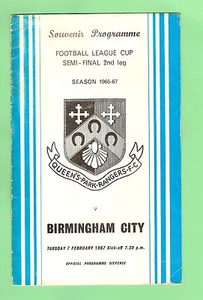 Souvenir Programme
FOOTBALL LEAGUE CUP
SEMI-FINAL 2nd leg
SEASON 1966-67
QUEEN'S·PARK·RANGERS·F·C
v
BIRMINGHAM CITY
TUESDAY 7 FEBRUARY 1967 Kick-off 7.30 p.m.
OFFICIAL PROGRAMME SIXPENCE